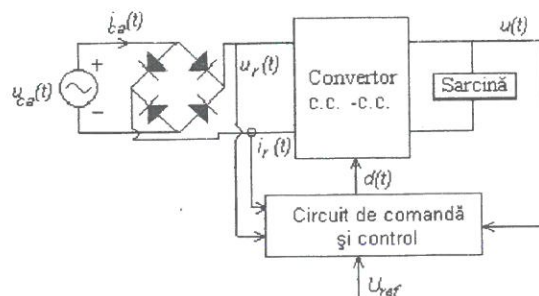 i_ca(t)
u(t)
u_r(t)
Convertor
c.c. -c.c.
Sarcină
+
u_ca(t)
-
i_r(t)
d(t)
Circuit de comandă
şi control
U_ref